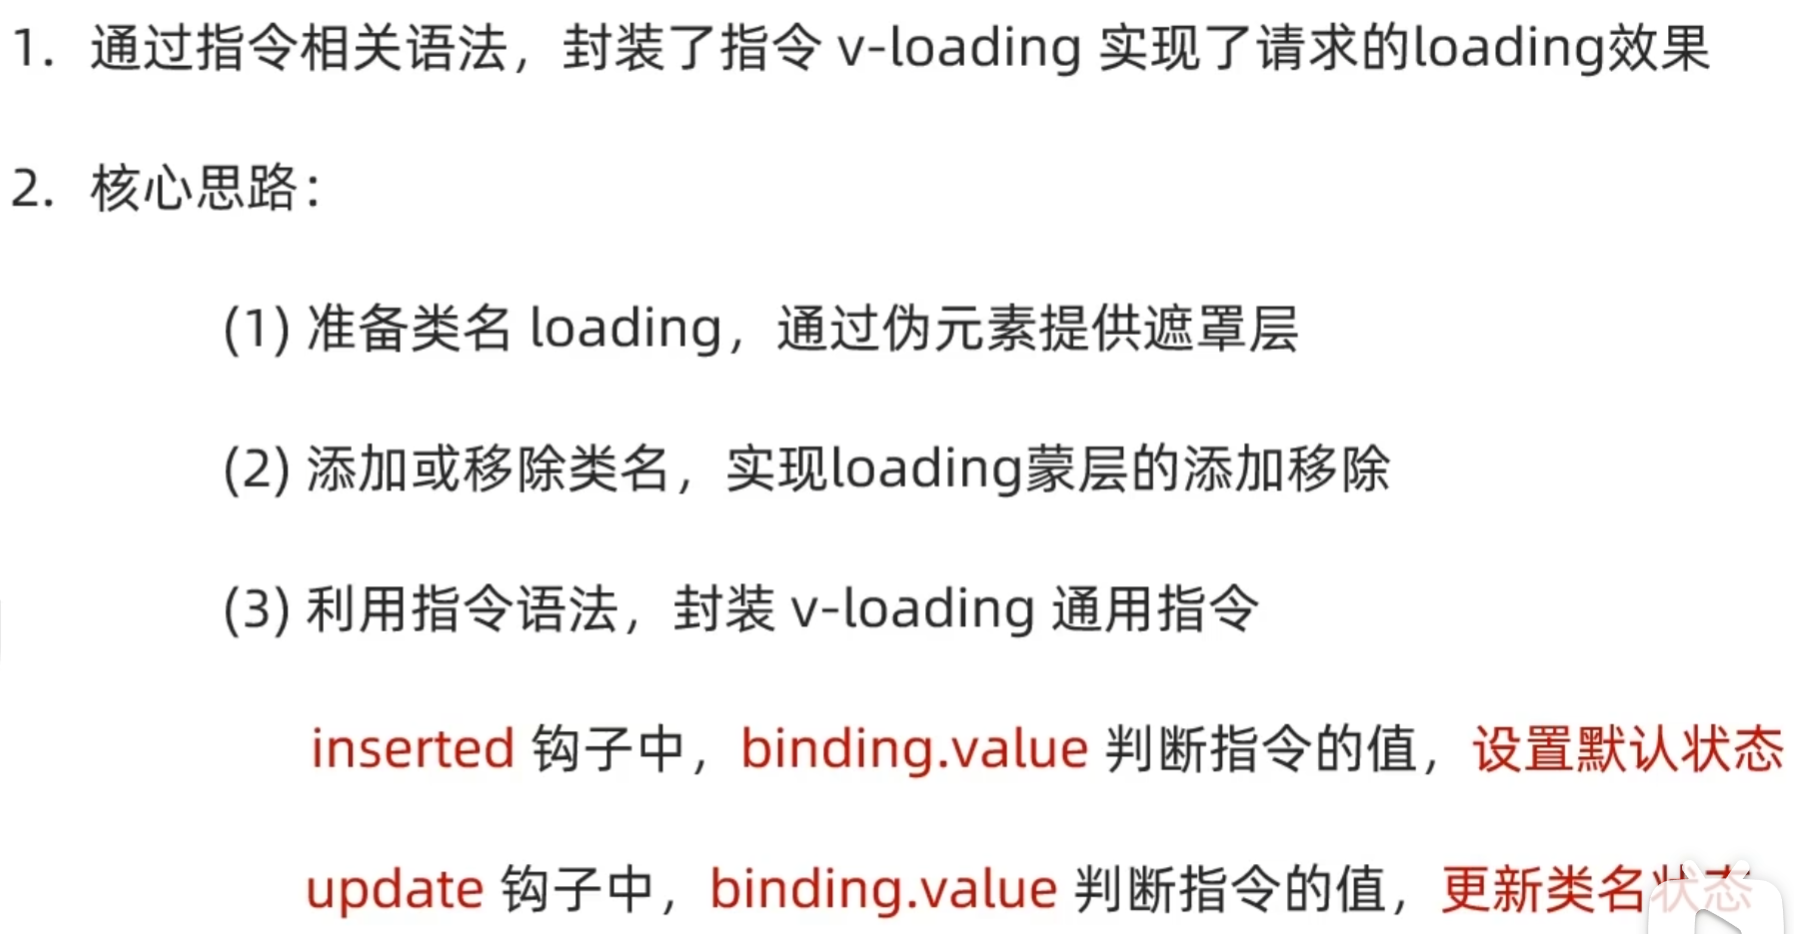 1. 通过指令相关语法，封装了指令 v-loading 实现了请求的loading效果
2. 核心思路：
(1) 准备类名 loading，通过伪元素提供遮罩层
(2) 添加或移除类名，实现loading蒙层的添加移除
(3) 利用指令语法，封装 v-loading 通用指令
inserted 钩子中，binding.value 判断指令的值，设置默认状态
update 钩子中，binding.value 判断指令的值，更新类名状态